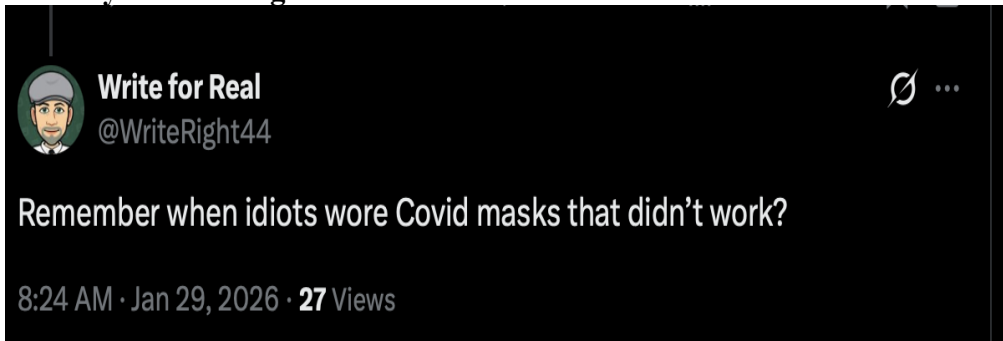 Write for Real
@WriteRight44
Remember when idiots wore Covid masks that didn’t work?
8:24 AM · Jan 29, 2026 · 27 Views